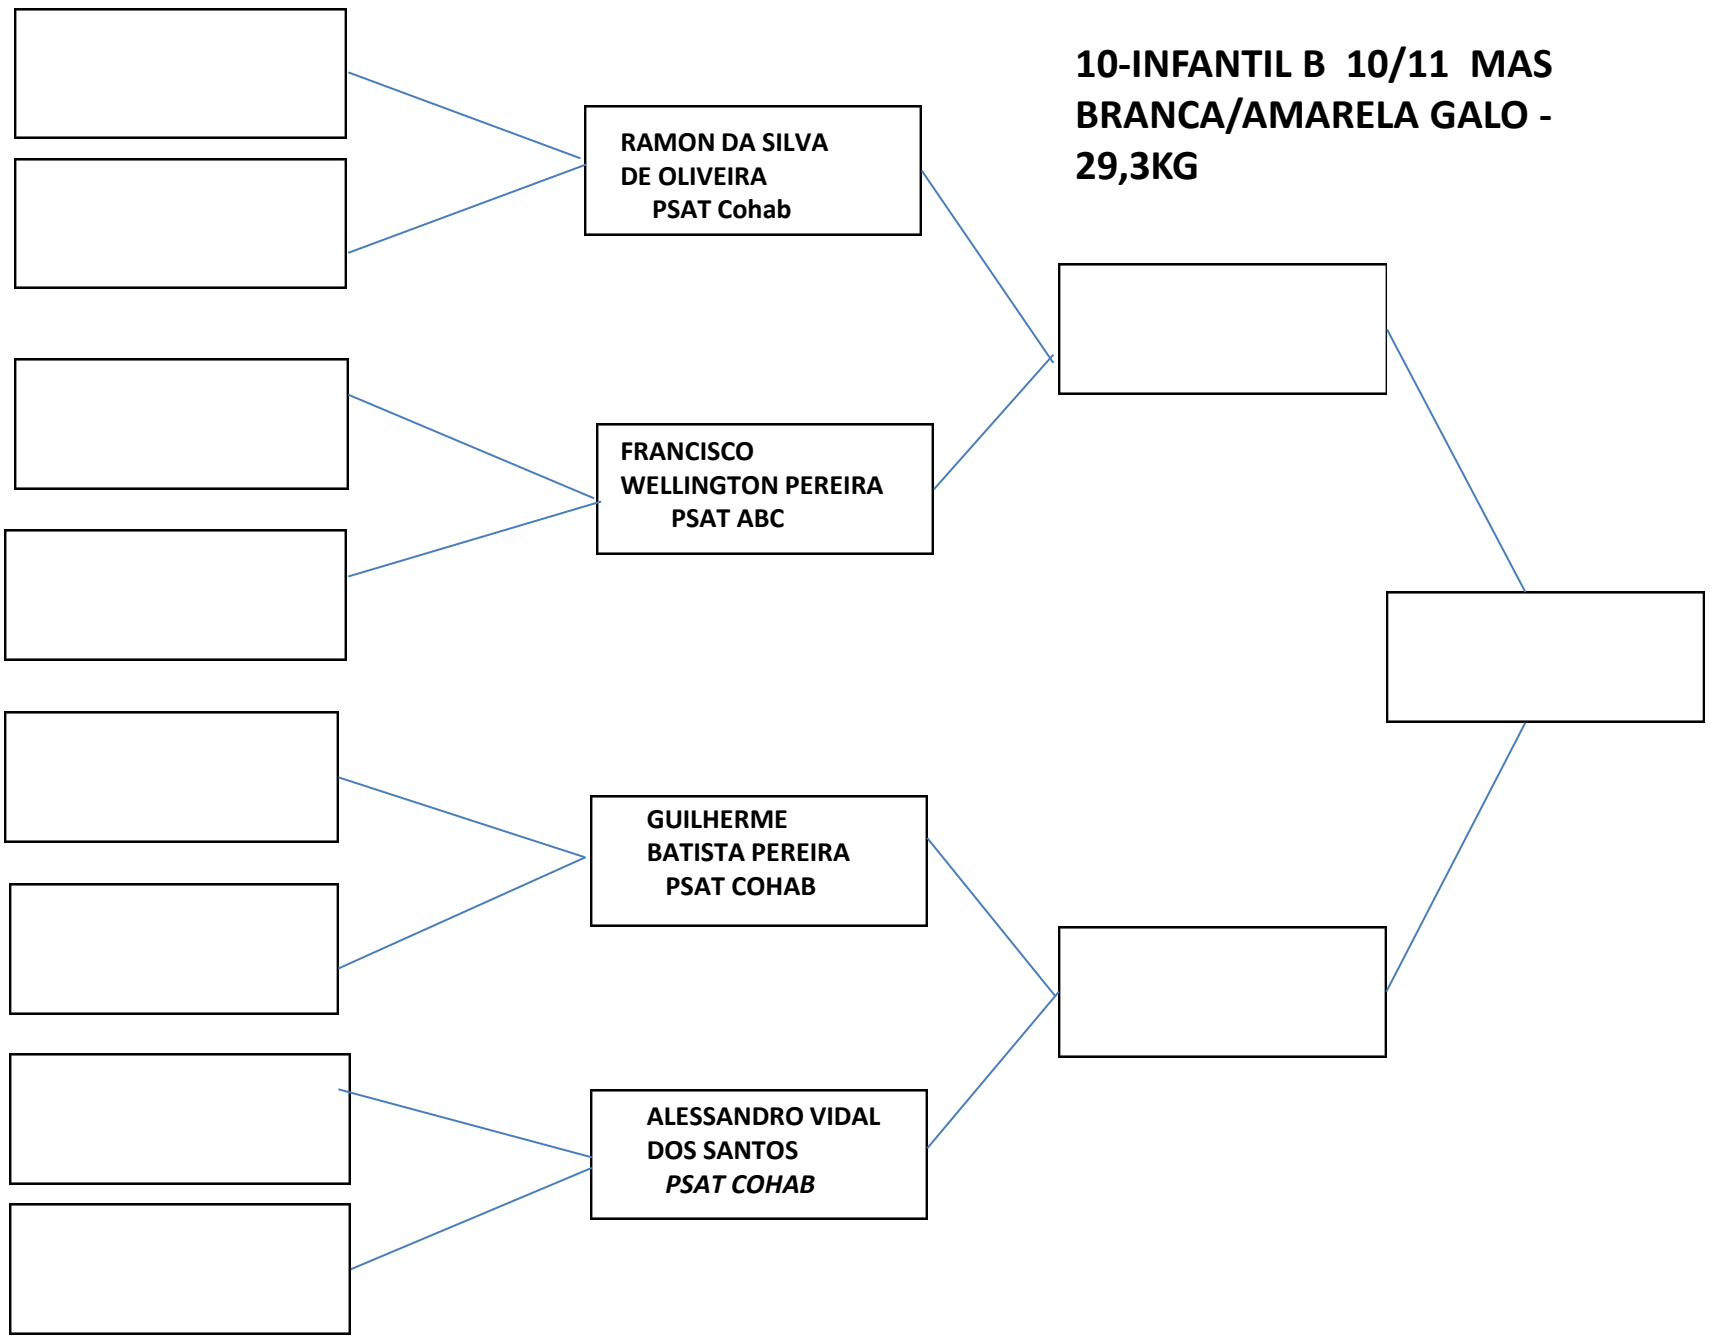 10-INFANTIL B 10/11 MAS
BRANCA/AMARELA GALO -
29,3KG
RAMON DA SILVA
DE OLIVEIRA
PSAT Cohab
FRANCISCO
WELLINGTON PEREIRA
PSAT ABC
GUILHERME
BATISTA PEREIRA
PSAT COHAB
ALESSANDRO VIDAL
DOS SANTOS
PSAT COHAB